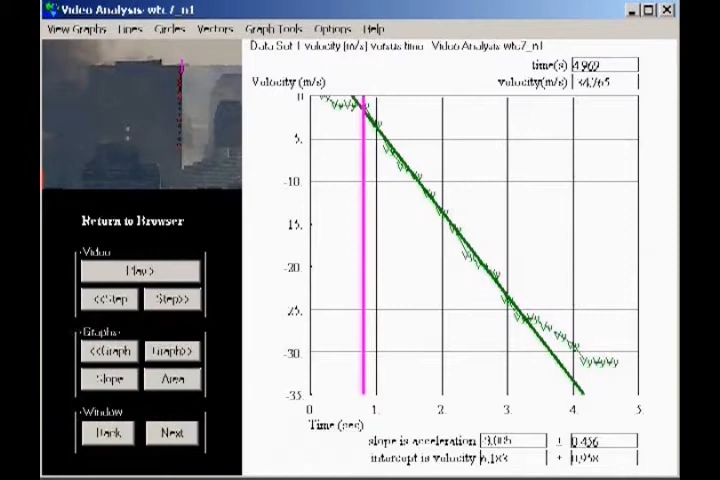 Video Analysis: wtc7_n1
View Graphs Lines Circles Vectors Graph Tools Options Help
Data Set 1 velocity [m/s] versus time - Video Analysis wtc7_n1
time(s) 4.969
Velocity (m/s) velocity(m/s)
0
5.
-10.
15.
-20.
25.
-30.
-35
0 1. 2. 3. 4. 5
Time (sec)
slope is acceleration ±
intercept is velocity ±
Return to Browser
Video
Play>
<<Step Step>>
Graphs
<<Graph Graph>>
Slope Area
Window
Back Next